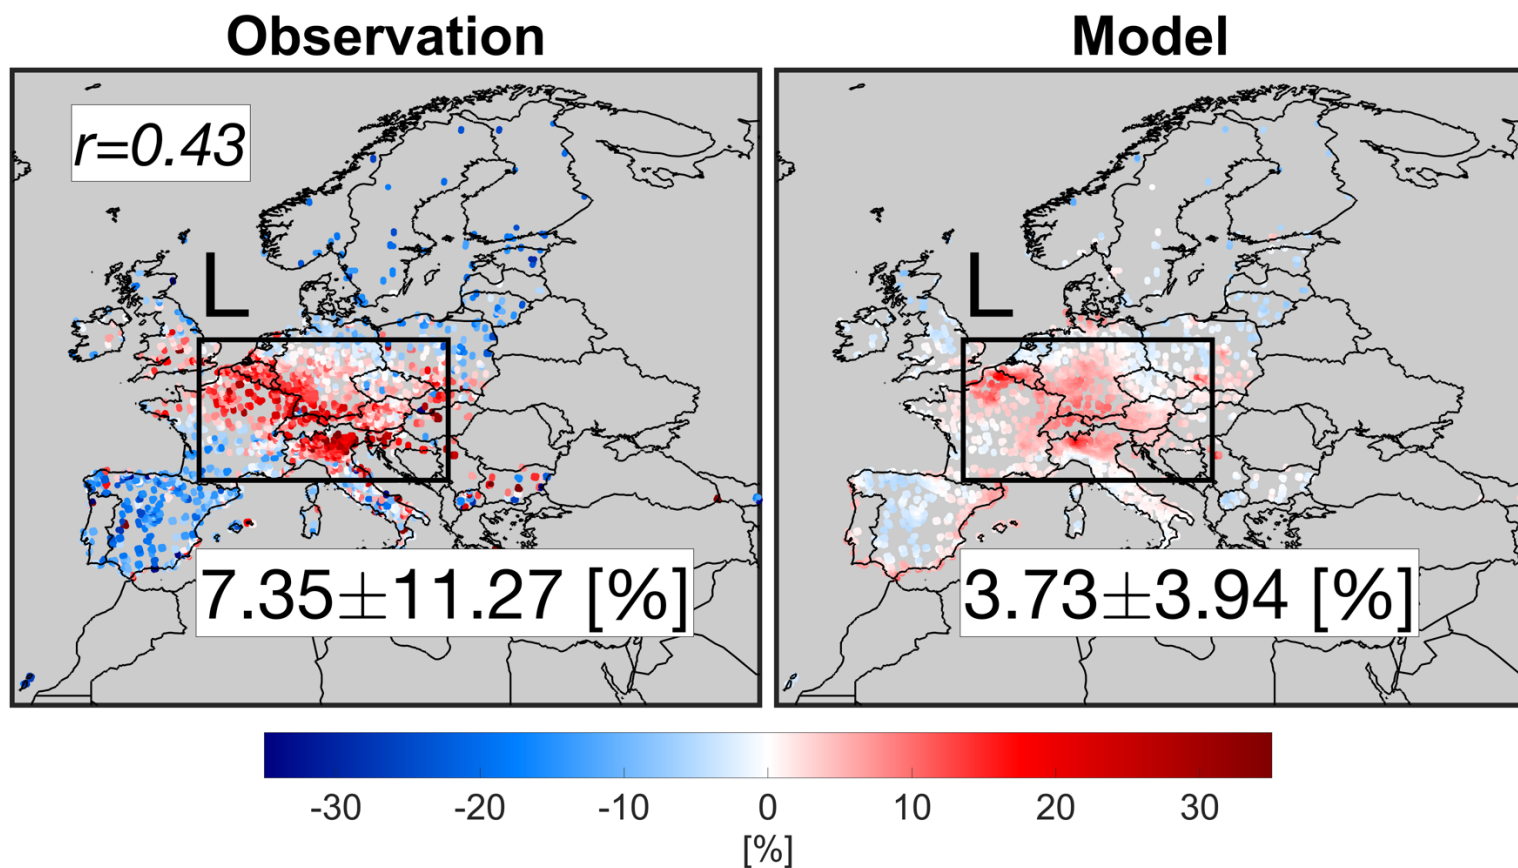 Observation
Model
r=0.43
L
L
7.35±11.27 [%]
3.73±3.94 [%]
-30 -20 -10 0 10 20 30
[%]